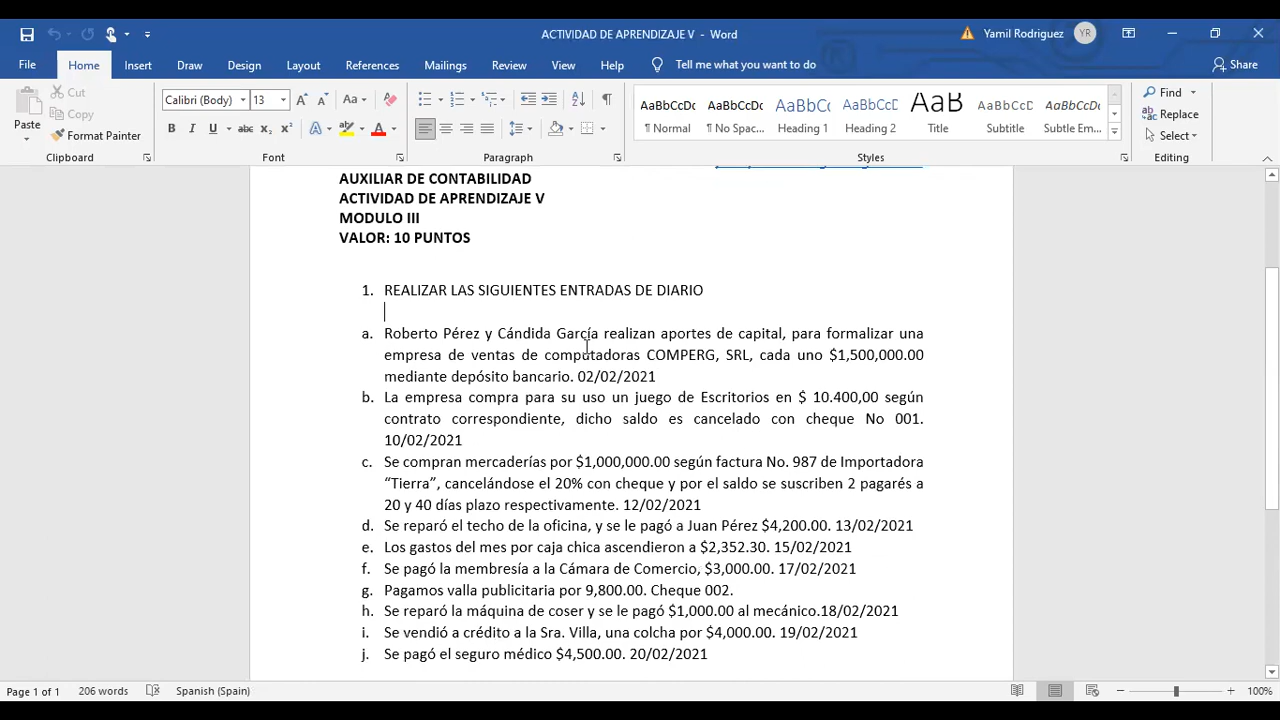 ACTIVIDAD DE APRENDIZAJE V - Word
Yamil Rodriguez YR
File Home Insert Draw Design Layout References Mailings Review View Help Tell me what you want to do Share
Paste
Cut
Copy
Format Painter
Clipboard
Calibri (Body) 13
Font
Paragraph
AaBbCcDc AaBbCcDc AaBbCc AaBbCcD AaB AaBbCcD AaBbCcDc
¶ Normal ¶ No Spac... Heading 1 Heading 2 Title Subtitle Subtle Em...
Styles
Find
Replace
Select
Editing
AUXILIAR DE CONTABILIDAD
ACTIVIDAD DE APRENDIZAJE V
MODULO III
VALOR: 10 PUNTOS
1. REALIZAR LAS SIGUIENTES ENTRADAS DE DIARIO
a. Roberto Pérez y Cándida García realizan aportes de capital, para formalizar una
empresa de ventas de computadoras COMPERG, SRL, cada uno $1,500,000.00
mediante depósito bancario. 02/02/2021
b. La empresa compra para su uso un juego de Escritorios en $ 10.400,00 según
contrato correspondiente, dicho saldo es cancelado con cheque No 001.
10/02/2021
c. Se compran mercaderías por $1,000,000.00 según factura No. 987 de Importadora
“Tierra”, cancelándose el 20% con cheque y por el saldo se suscriben 2 pagarés a
20 y 40 días plazo respectivamente. 12/02/2021
d. Se reparó el techo de la oficina, y se le pagó a Juan Pérez $4,200.00. 13/02/2021
e. Los gastos del mes por caja chica ascendieron a $2,352.30. 15/02/2021
f. Se pagó la membresía a la Cámara de Comercio, $3,000.00. 17/02/2021
g. Pagamos valla publicitaria por 9,800.00. Cheque 002.
h. Se reparó la máquina de coser y se le pagó $1,000.00 al mecánico.18/02/2021
i. Se vendió a crédito a la Sra. Villa, una colcha por $4,000.00. 19/02/2021
j. Se pagó el seguro médico $4,500.00. 20/02/2021
Page 1 of 1 206 words Spanish (Spain) 100%